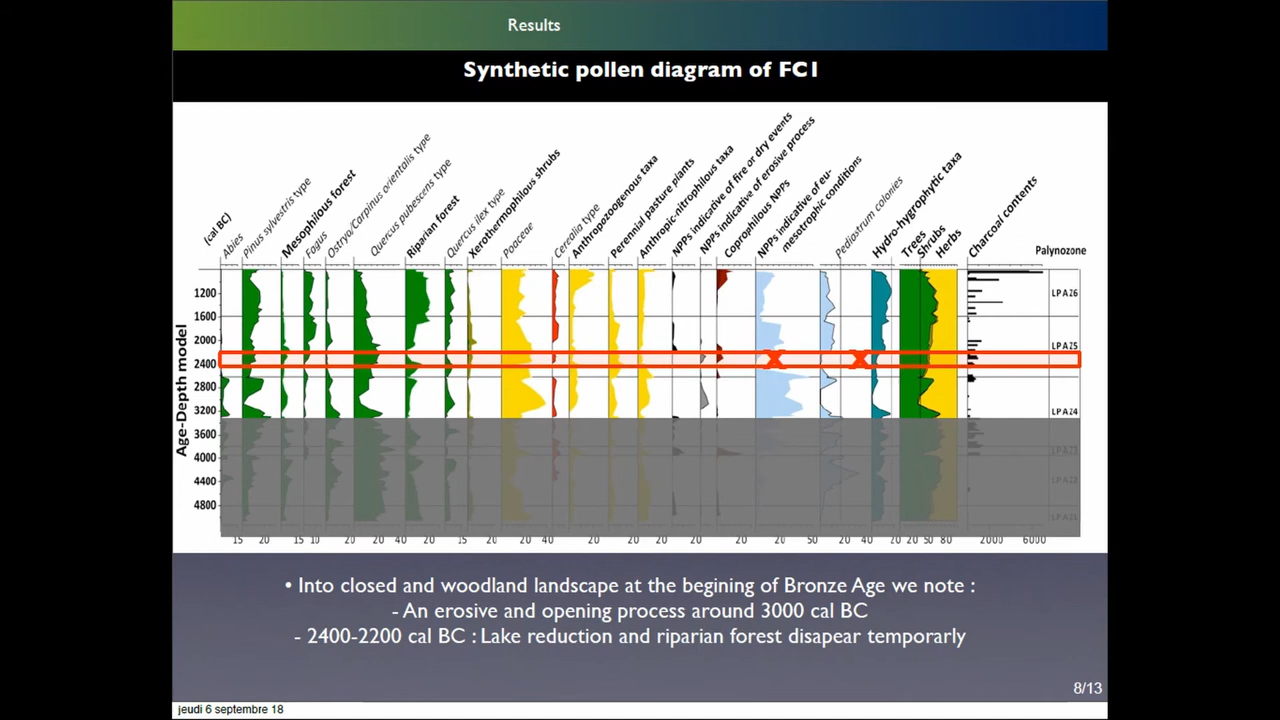 Results
Synthetic pollen diagram of FC1
(cal BC)
Abies
Pinus sylvestris type
Mesophilous forest
Fagus
Ostryo/Carpinus orientalis type
Quercus pubescens type
Riparian forest
Quercus ilex type
Xerothermophilous shrubs
Poaceae
Cerealia type
Anthropozoogenous taxa
Perennial pasture plants
Anthropic-nitrophilous taxa
NPPs indicative of fire or dry events
NPPs indicative of erosive process
Coprophilous NPPs
NPPs indicative of eu-
mesotrophic conditions
Pediastrum colonies
Hydro-hygrophytic taxa
Trees
Shrubs
Herbs
Charcoal contents
Palynozone
Age-Depth model
1200
1600
2000
2400
2800
3200
3600
4000
4400
4800
LPAZ6
LPAZ5
LPAZ4
LPAZ3
LPAZ2
LPAZ1
15 20 15 10 20 20 40 20 15 20 20 40 20 20 20 20 20 50 20 40 20 20 50 80 2000 6000
• Into closed and woodland landscape at the begining of Bronze Age we note :
- An erosive and opening process around 3000 cal BC
- 2400-2200 cal BC : Lake reduction and riparian forest disapear temporarly
8/13
jeudi 6 septembre 18